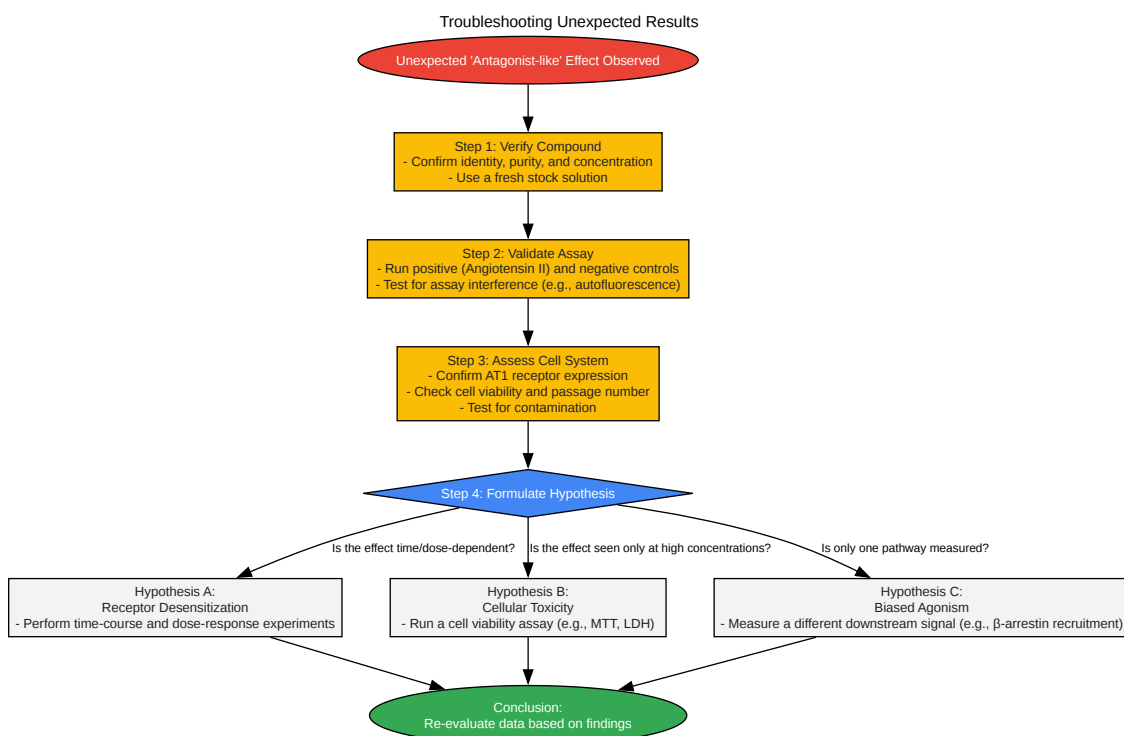 Troubleshooting Unexpected Results
Unexpected 'Antagonist-like' Effect Observed
Step 1: Verify Compound
- Confirm identity, purity, and concentration
- Use a fresh stock solution
Step 2: Validate Assay
- Run positive (Angiotensin II) and negative controls
- Test for assay interference (e.g., autofluorescence)
Step 3: Assess Cell System
- Confirm AT1 receptor expression
- Check cell viability and passage number
- Test for contamination
Step 4: Formulate Hypothesis
Is the effect time/dose-dependent?
Is the effect seen only at high concentrations?
Is only one pathway measured?
Hypothesis A:
Receptor Desensitization
- Perform time-course and dose-response experiments
Hypothesis B:
Cellular Toxicity
- Run a cell viability assay (e.g., MTT, LDH)
Hypothesis C:
Biased Agonism
- Measure a different downstream signal (e.g., β-arrestin recruitment)
Conclusion:
Re-evaluate data based on findings